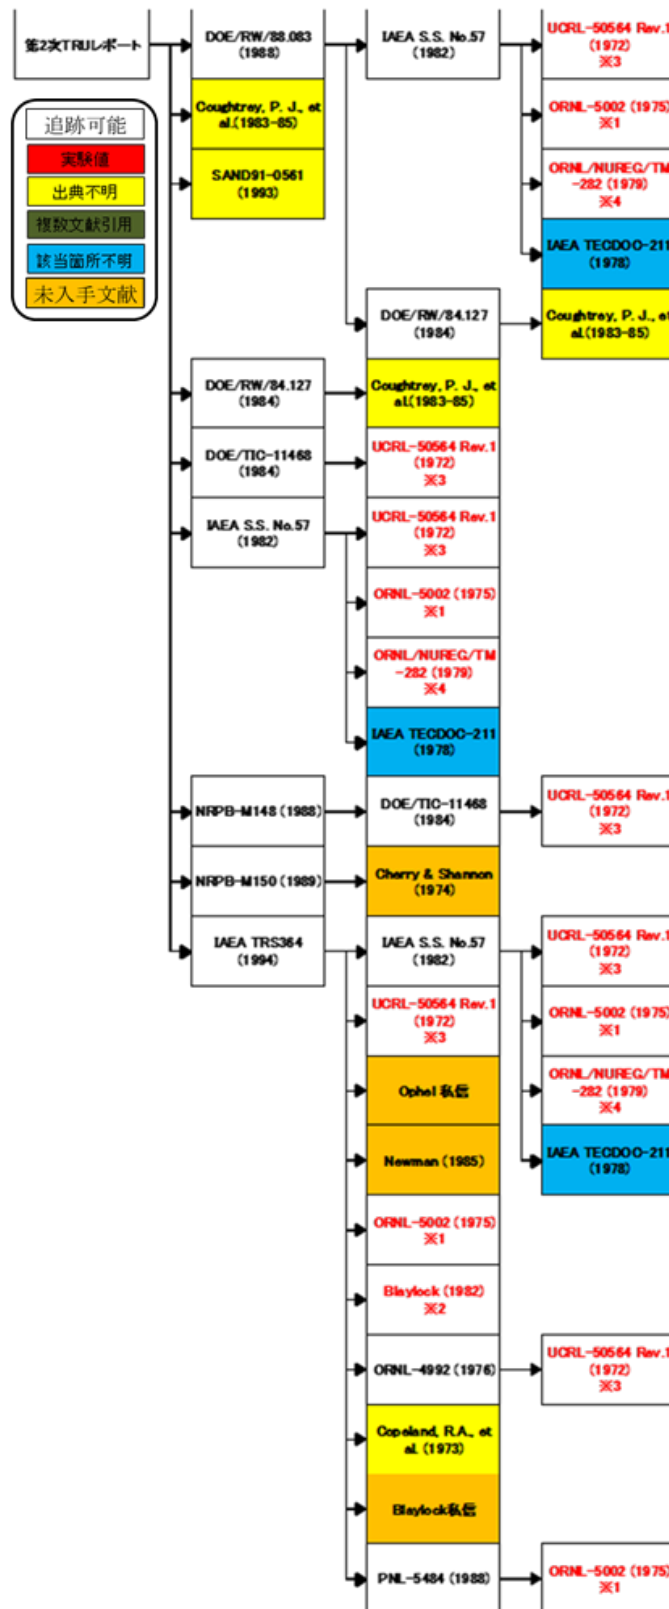 第2次TRUレポート
DOE/RW/88.083
(1988)
IAEA S.S. No.57
(1982)
UCRL-50564 Rev.1
(1972)
※3
追跡可能
実験値
出典不明
複数文献引用
該当箇所不明
未入手文献
Coughtrey, P. J., et
al.(1983-85)
ORNL-5002 (1975)
※1
SAND91-0561
(1993)
ORNL/NUREG/TM
-282 (1979)
※4
IAEA TECDOC-211
(1978)
DOE/RW/84.127
(1984)
Coughtrey, P. J., et
al.(1983-85)
DOE/RW/84.127
(1984)
Coughtrey, P. J., et
al.(1983-85)
DOE/TIC-11468
(1984)
UCRL-50564 Rev.1
(1972)
※3
IAEA S.S. No.57
(1982)
UCRL-50564 Rev.1
(1972)
※3
ORNL-5002 (1975)
※1
ORNL/NUREG/TM
-282 (1979)
※4
IAEA TECDOC-211
(1978)
NRPB-M148 (1988)
DOE/TIC-11468
(1984)
UCRL-50564 Rev.1
(1972)
※3
NRPB-M150 (1989)
Cherry & Shannon
(1974)
IAEA TRS364
(1994)
IAEA S.S. No.57
(1982)
UCRL-50564 Rev.1
(1972)
※3
UCRL-50564 Rev.1
(1972)
※3
ORNL-5002 (1975)
※1
Ophel 私信
ORNL/NUREG/TM
-282 (1979)
※4
Newman (1985)
IAEA TECDOC-211
(1978)
ORNL-5002 (1975)
※1
Blaylock (1982)
※2
ORNL-4992 (1976)
UCRL-50564 Rev.1
(1972)
※3
Copeland, R.A., et
al. (1973)
Blaylock私信
PNL-5484 (1988)
ORNL-5002 (1975)
※1